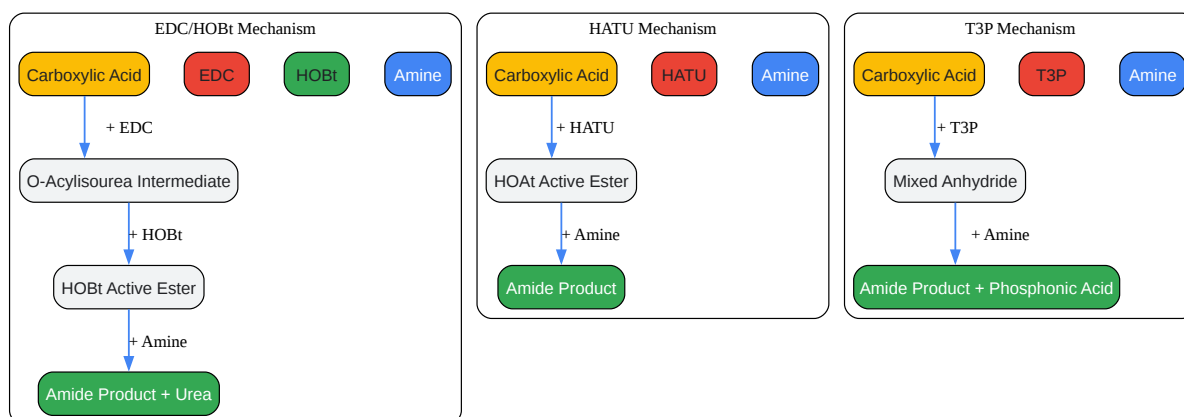 EDC/HOBt Mechanism
Carboxylic Acid
EDC
HOBt
Amine
+ EDC
O-Acylisourea Intermediate
+ HOBt
HOBt Active Ester
+ Amine
Amide Product + Urea
HATU Mechanism
Carboxylic Acid
HATU
Amine
+ HATU
HOAt Active Ester
+ Amine
Amide Product
T3P Mechanism
Carboxylic Acid
T3P
Amine
+ T3P
Mixed Anhydride
+ Amine
Amide Product + Phosphonic Acid